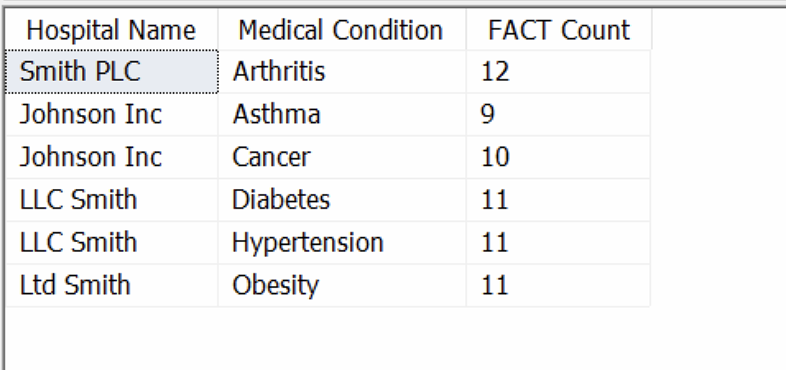 Hospital Name Medical Condition FACT Count
Smith PLC Arthritis 12
Johnson Inc Asthma 9
Johnson Inc Cancer 10
LLC Smith Diabetes 11
LLC Smith Hypertension 11
Ltd Smith Obesity 11